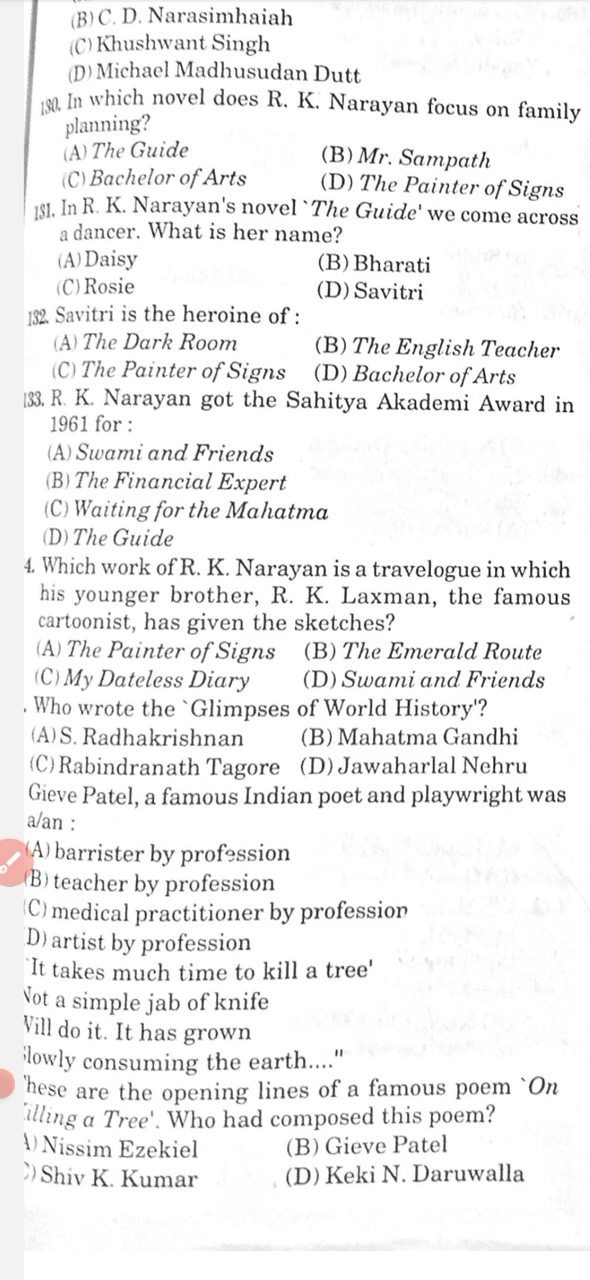 (B) C. D. Narasimhaiah
(C) Khushwant Singh
(D) Michael Madhusudan Dutt
130. In which novel does R. K. Narayan focus on family
planning?
(A) The Guide (B) Mr. Sampath
(C) Bachelor of Arts (D) The Painter of Signs
131. In R. K. Narayan's novel `The Guide' we come across
a dancer. What is her name?
(A) Daisy (B) Bharati
(C) Rosie (D) Savitri
132. Savitri is the heroine of :
(A) The Dark Room (B) The English Teacher
(C) The Painter of Signs (D) Bachelor of Arts
133. R. K. Narayan got the Sahitya Akademi Award in
1961 for :
(A) Swami and Friends
(B) The Financial Expert
(C) Waiting for the Mahatma
(D) The Guide
4. Which work of R. K. Narayan is a travelogue in which
his younger brother, R. K. Laxman, the famous
cartoonist, has given the sketches?
(A) The Painter of Signs (B) The Emerald Route
(C) My Dateless Diary (D) Swami and Friends
. Who wrote the `Glimpses of World History'?
(A) S. Radhakrishnan (B) Mahatma Gandhi
(C) Rabindranath Tagore (D) Jawaharlal Nehru
Gieve Patel, a famous Indian poet and playwright was
a/an :
(A) barrister by profession
(B) teacher by profession
(C) medical practitioner by profession
D) artist by profession
`It takes much time to kill a tree'
Not a simple jab of knife
Will do it. It has grown
slowly consuming the earth...."
These are the opening lines of a famous poem `On
Killing a Tree'. Who had composed this poem?
A) Nissim Ezekiel (B) Gieve Patel
C) Shiv K. Kumar (D) Keki N. Daruwalla